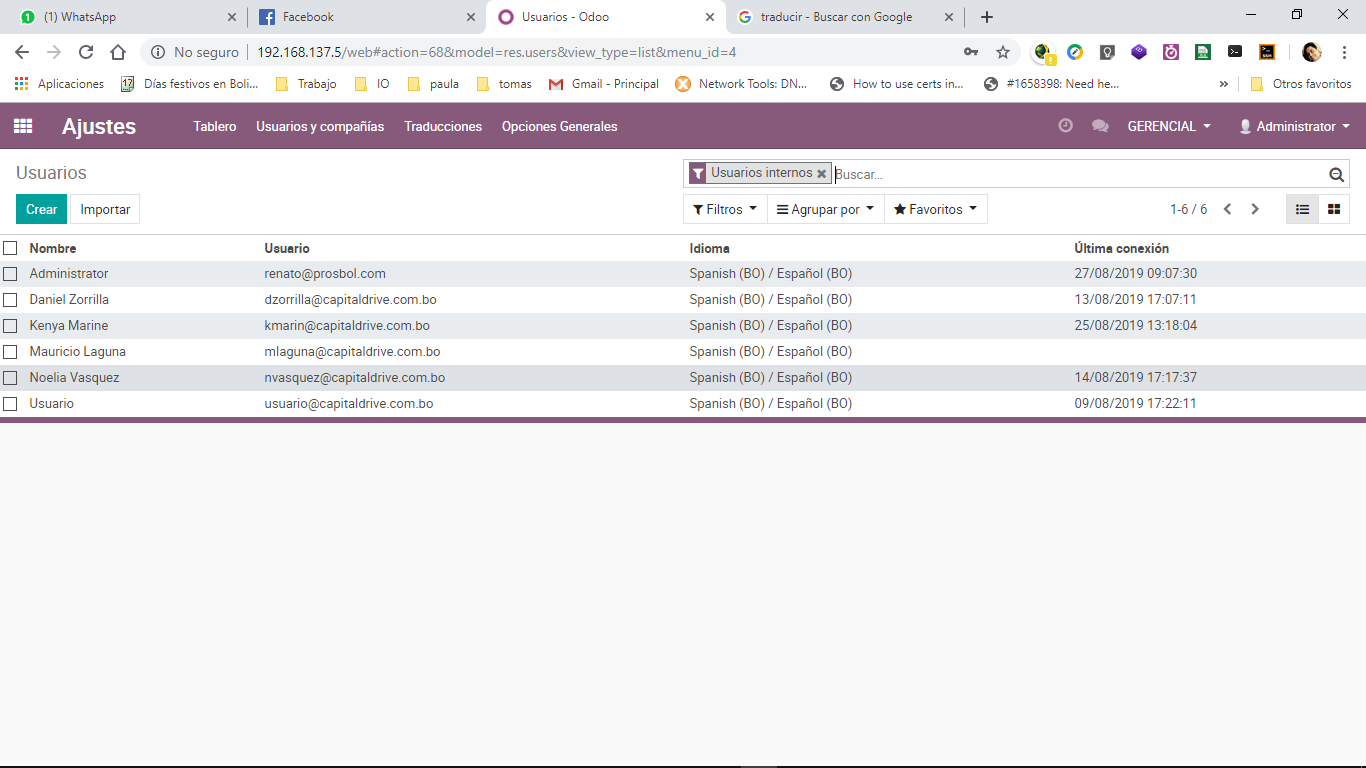 (1) WhatsApp
Facebook
Usuarios - Odoo
traducir - Buscar con Google
No seguro
192.168.137.5/web#action=68&model=res.users&view_type=list&menu_id=4
Aplicaciones
Días festivos en Boli...
Trabajo
IO
paula
tomas
Gmail - Principal
Network Tools: DN...
How to use certs in...
#1658398: Need he...
»
Otros favoritos
Ajustes
Tablero
Usuarios y compañías
Traducciones
Opciones Generales
GERENCIAL
Administrator
Usuarios
Usuarios internos
Buscar...
Crear
Importar
Filtros
Agrupar por
Favoritos
1-6 / 6
Nombre Usuario Idioma Última conexión
Administrator renato@prosbol.com Spanish (BO) / Español (BO) 27/08/2019 09:07:30
Daniel Zorrilla dzorrilla@capitaldrive.com.bo Spanish (BO) / Español (BO) 13/08/2019 17:07:11
Kenya Marine kmarin@capitaldrive.com.bo Spanish (BO) / Español (BO) 25/08/2019 13:18:04
Mauricio Laguna mlaguna@capitaldrive.com.bo Spanish (BO) / Español (BO)
Noelia Vasquez nvasquez@capitaldrive.com.bo Spanish (BO) / Español (BO) 14/08/2019 17:17:37
Usuario usuario@capitaldrive.com.bo Spanish (BO) / Español (BO) 09/08/2019 17:22:11